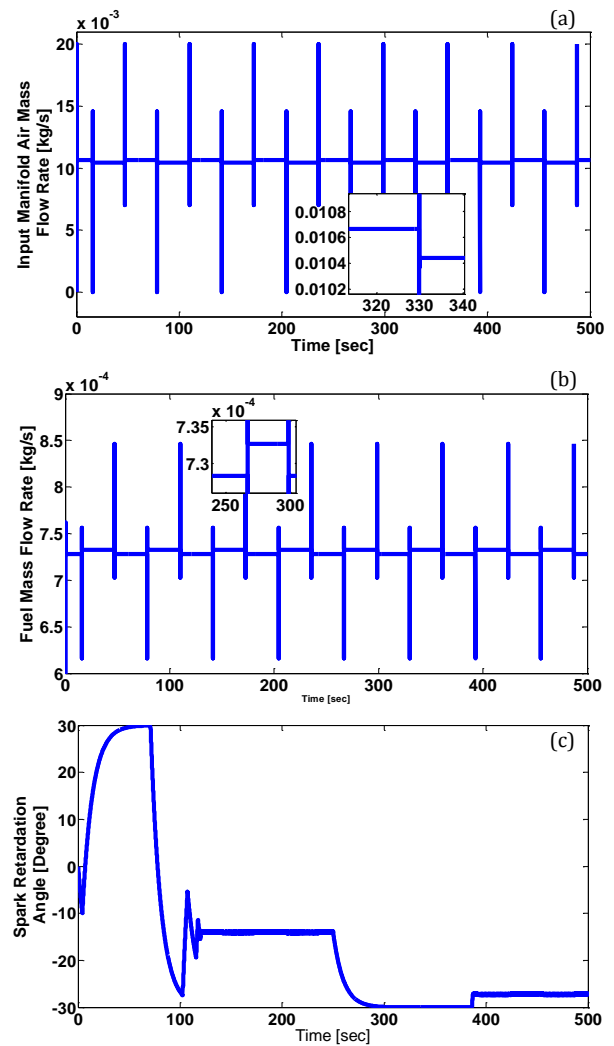 x 10⁻³
(a)
20
15
10
5
0
Input Manifold Air Mass
Flow Rate [kg/s]
0.0108
0.0106
0.0104
0.0102
320 330 340
0 100 200 300 400 500
Time [sec]
x 10⁻⁴
(b)
9
8.5
8
7.5
7
6.5
6
Fuel Mass Flow Rate [kg/s]
x 10⁻⁴
7.35
7.3
250 300
0 100 200 300 400 500
Time [sec]
(c)
30
20
10
0
-10
-20
-30
Spark Retardation
Angle [Degree]
0 100 200 300 400 500
Time [sec]